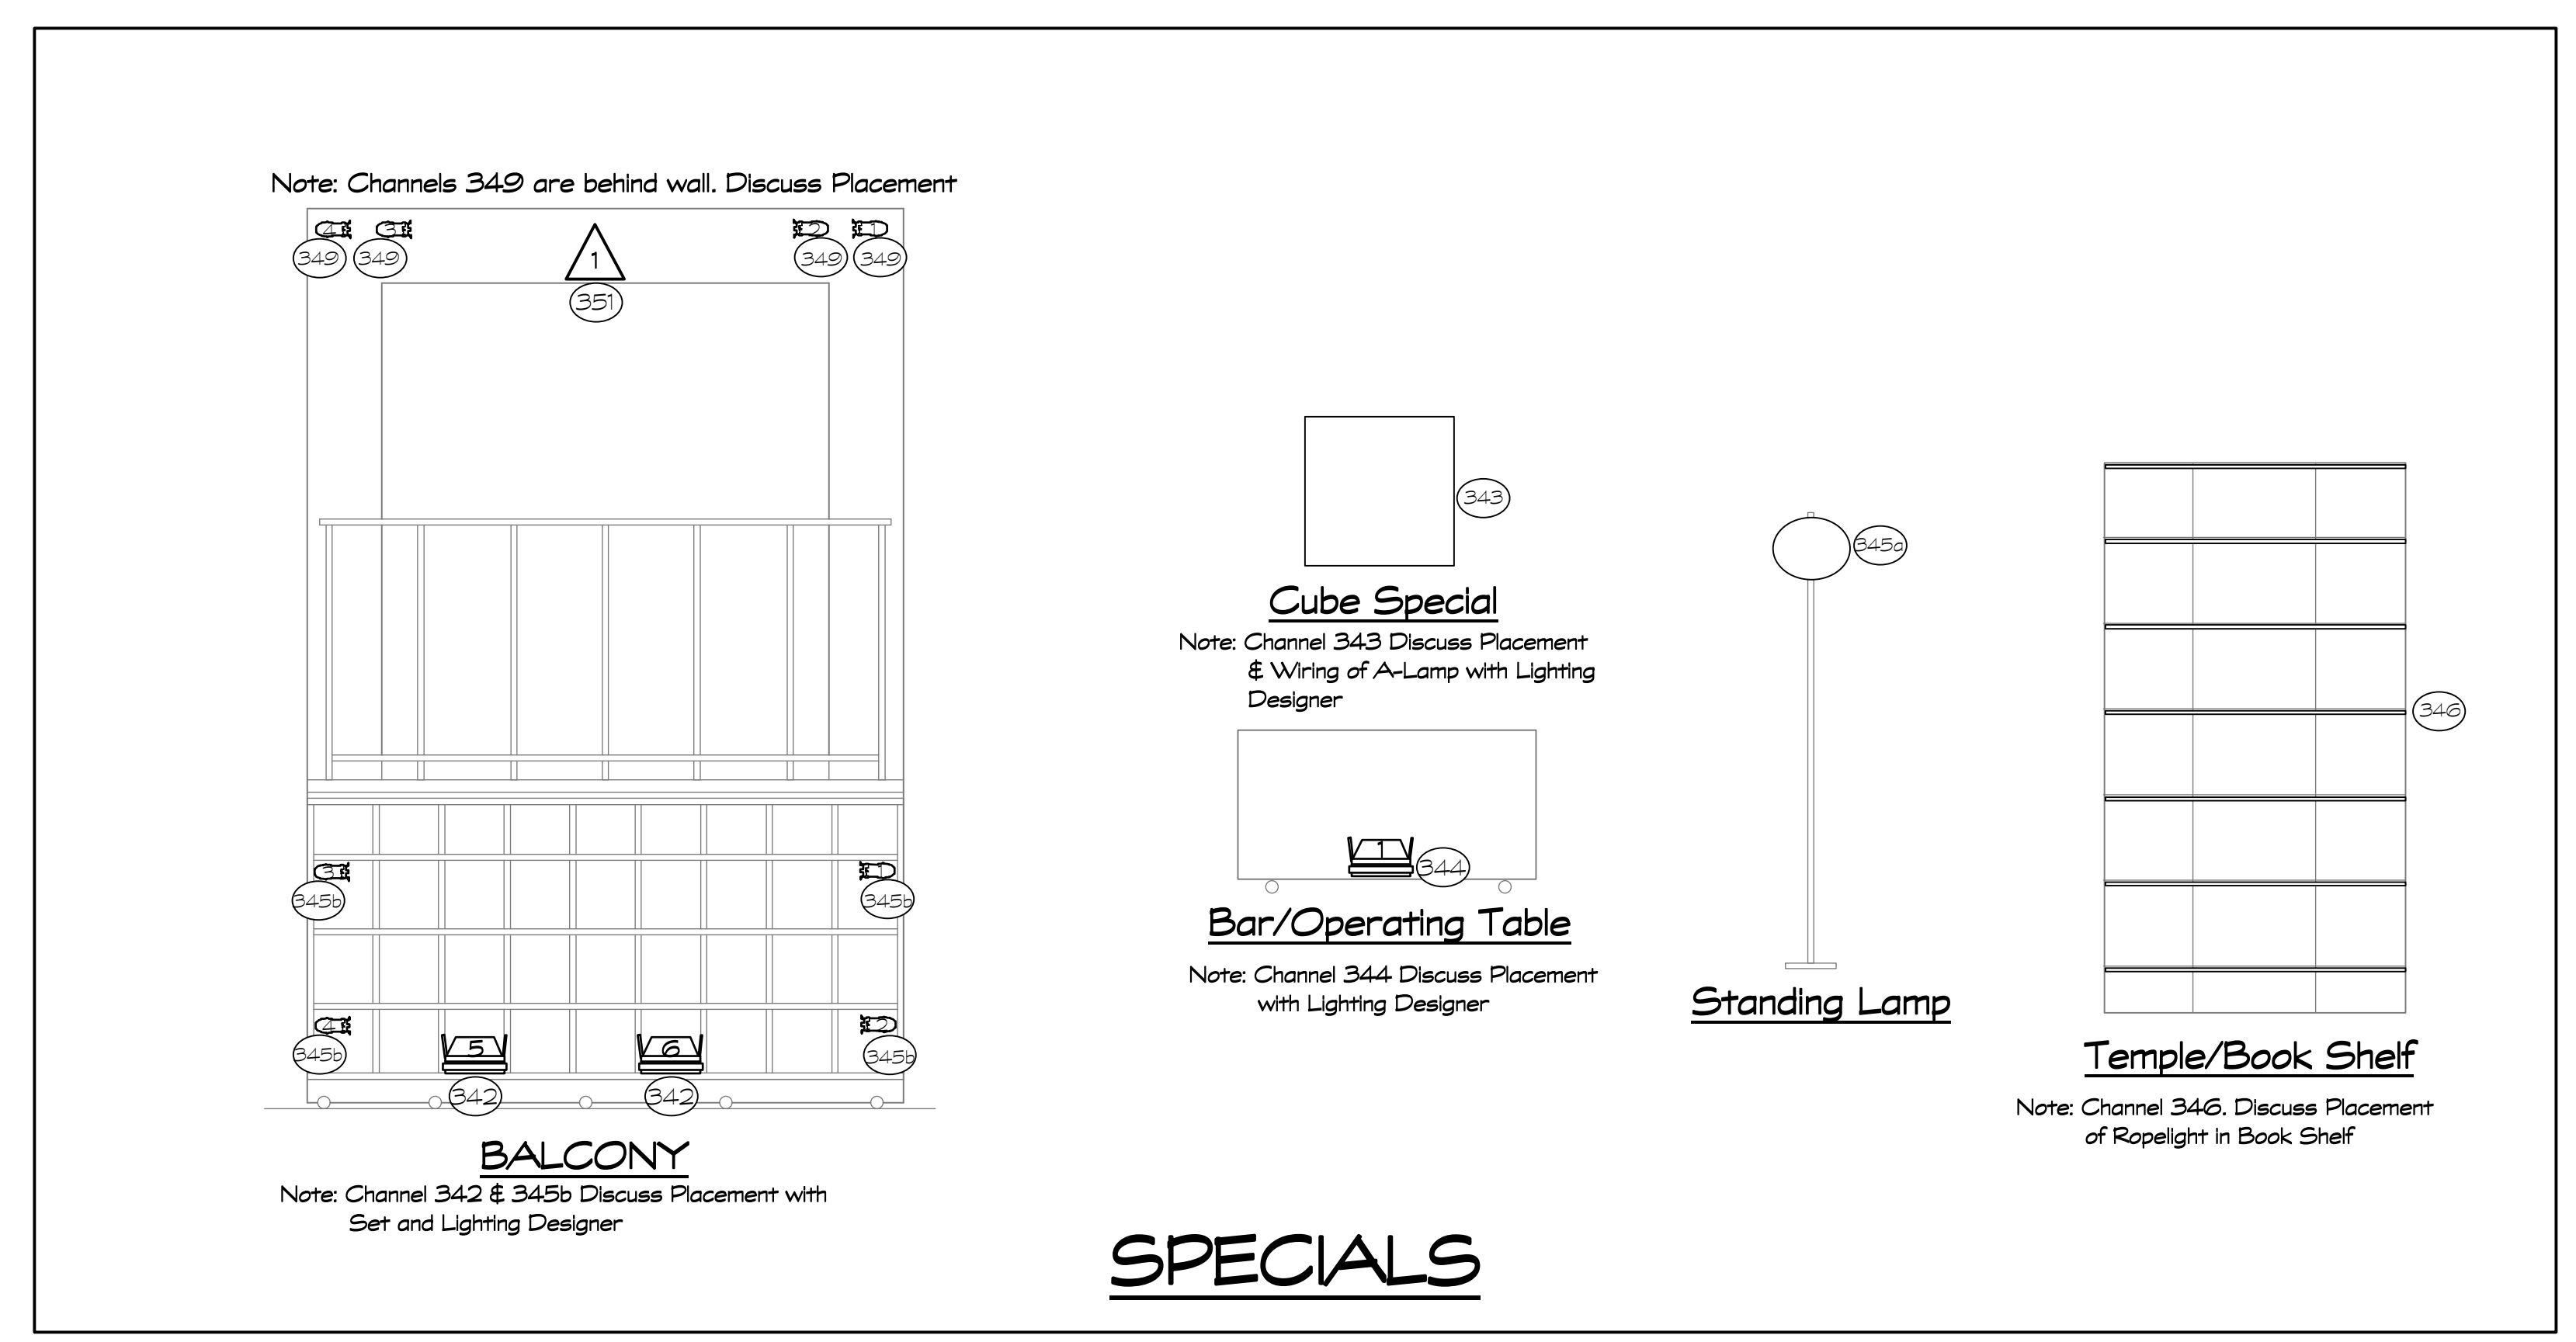 Note: Channels 349 are behind wall. Discuss Placement
4 3 2 1
349 349 1 349 349
351
3 1
345b 345b
4 2
345b 5 6 345b
342 342
BALCONY
Note: Channel 342 & 345b Discuss Placement with
Set and Lighting Designer
343
Cube Special
Note: Channel 343 Discuss Placement
& Wiring of A-Lamp with Lighting
Designer
1 344
Bar/Operating Table
Note: Channel 344 Discuss Placement
with Lighting Designer
345a
Standing Lamp
346
Temple/Book Shelf
Note: Channel 346. Discuss Placement
of Ropelight in Book Shelf
SPECIALS